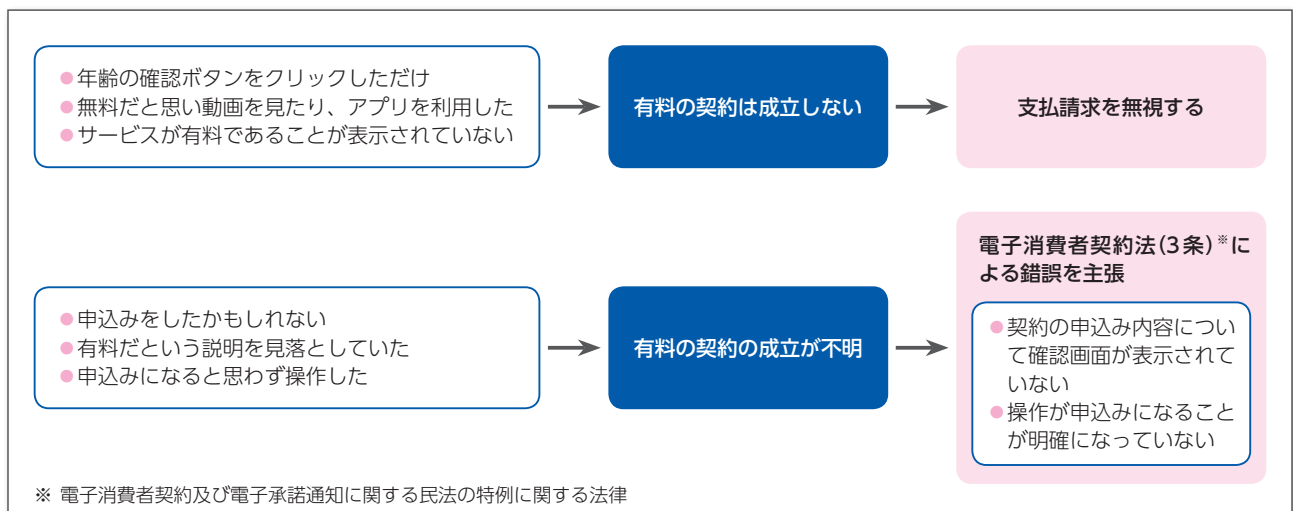 ●年齢の確認ボタンをクリックしただけ
●無料だと思い動画を見たり、アプリを利用した
●サービスが有料であることが表示されていない
有料の契約は成立しない
支払請求を無視する
●申込みをしたかもしれない
●有料だという説明を見落としていた
●申込みになると思わず操作した
有料の契約の成立が不明
電子消費者契約法(3条)※に
よる錯誤を主張
●契約の申込み内容につい
て確認画面が表示されて
いない
●操作が申込みになること
が明確になっていない
※ 電子消費者契約及び電子承諾通知に関する民法の特例に関する法律